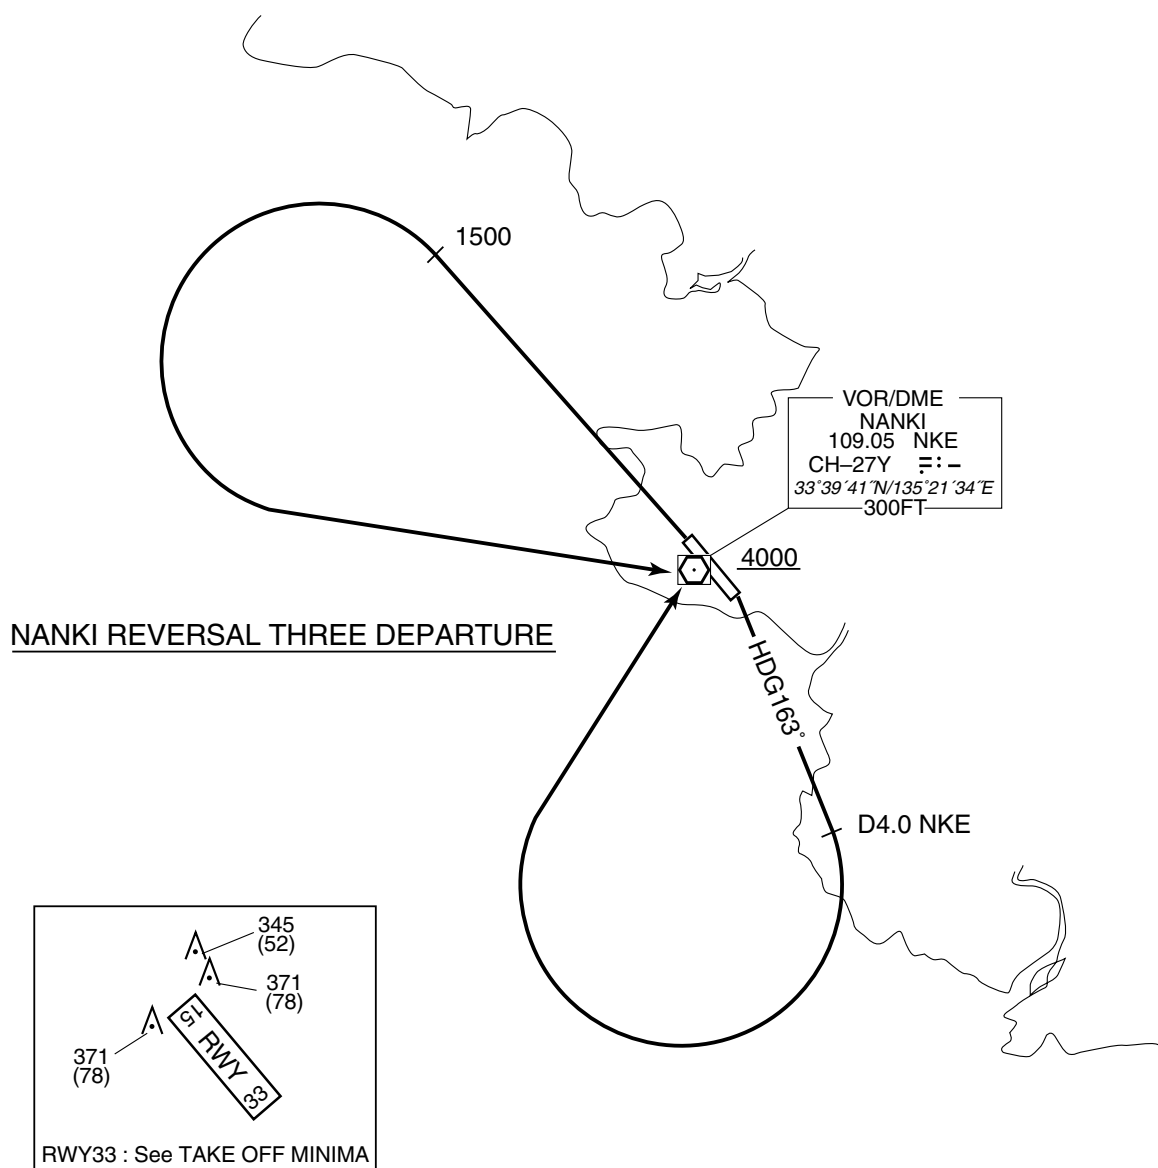 1500
VOR/DME
NANKI
109.05 NKE
CH–27Y
33°39´41˝N/135°21´34˝E
300FT
4000
NANKI REVERSAL THREE DEPARTURE
HDG163°
D4.0 NKE
345
(52)
371
(78)
371
(78)
15 RWY 33
RWY33 : See TAKE OFF MINIMA